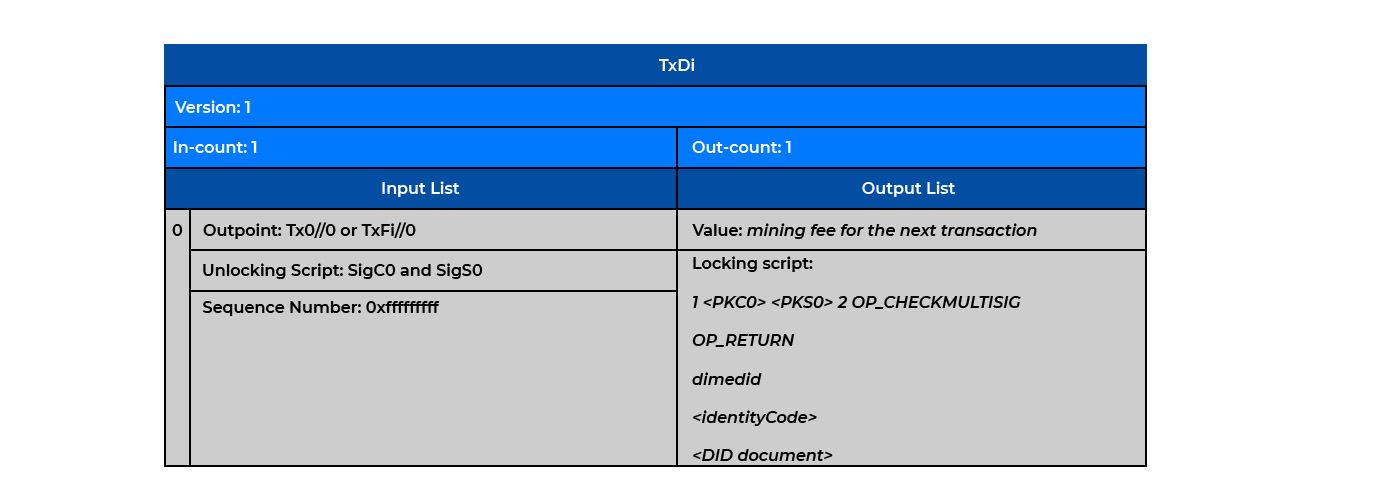 TxDi
Version: 1
In-count: 1
Out-count: 1
Input List
Output List
0
Outpoint: Tx0//0 or TxFi//0
Unlocking Script: SigC0 and SigS0
Sequence Number: 0xfffffffff
Value: mining fee for the next transaction
Locking script:
1 <PKC0> <PKS0> 2 OP_CHECKMULTISIG
OP_RETURN
dimedid
<identityCode>
<DID document>